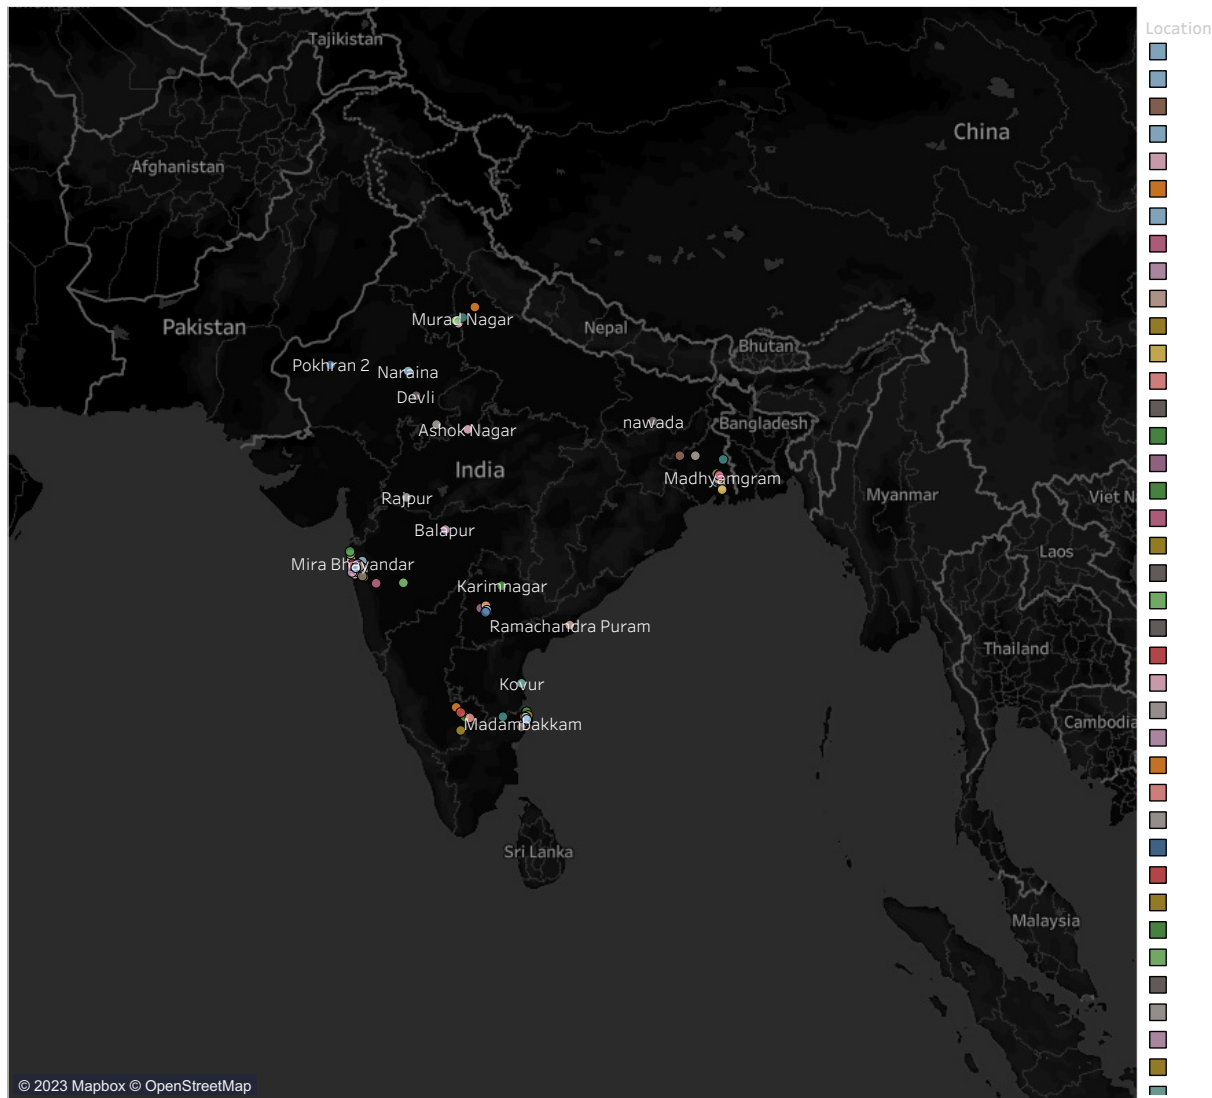 Location
Tajikistan
China
Afghanistan
Pakistan
Murad Nagar
Nepal
Bhutan
Pokhran 2
Naraina
Devli
nawada
Bangladesh
Ashok Nagar
India
Madhyamgram
Rajpur
Myanmar
Viet N
Balapur
Laos
Mira Bhayandar
Karimnagar
Ramachandra Puram
Thailand
Kovur
Madambakkam
Cambodia
Sri Lanka
Malaysia
© 2023 Mapbox © OpenStreetMap